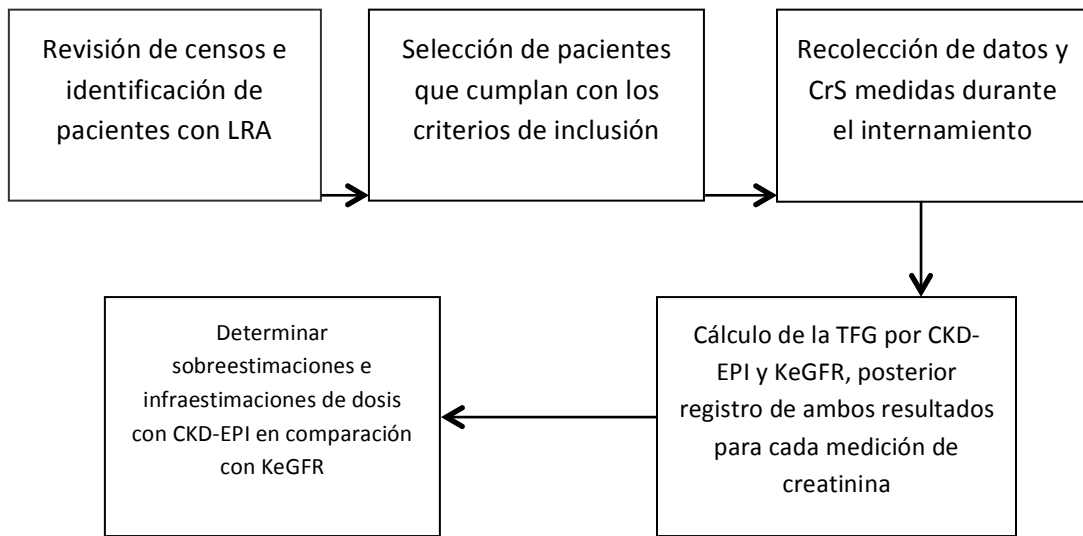 Revisión de censos e
identificación de
pacientes con LRA
Selección de pacientes
que cumplan con los
criterios de inclusión
Recolección de datos y
CrS medidas durante
el internamiento
Cálculo de la TFG por CKD-
EPI y KeGFR, posterior
registro de ambos resultados
para cada medición de
creatinina
Determinar
sobreestimaciones e
infraestimaciones de dosis
con CKD-EPI en comparación
con KeGFR